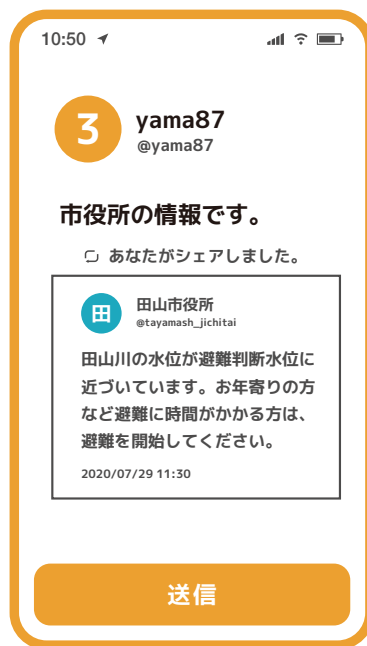 10:50
3
yama87
@yama87
市役所の情報です。
あなたがシェアしました。
田
田山市役所
@tayamash_jichitai
田山川の水位が避難判断水位に
近づいています。お年寄りの方
など避難に時間がかかる方は、
避難を開始してください。
2020/07/29 11:30
送信